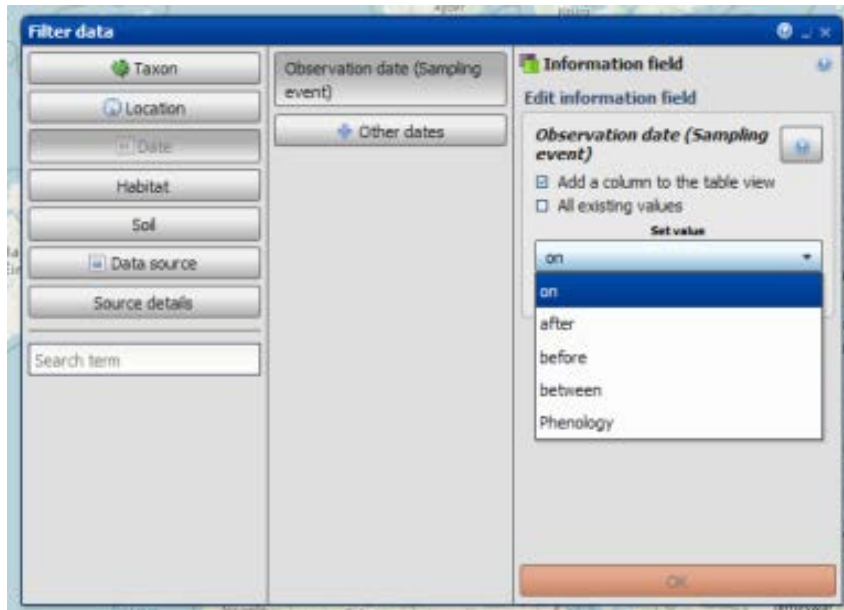 Filter data
Taxon
Location
Date
Habitat
Soil
Data source
Source details
Search term
Observation date (Sampling
event)
Other dates
Information field
Edit information field
Observation date (Sampling
event)
Add a column to the table view
All existing values
Set value
on
on
after
before
between
Phenology
OK